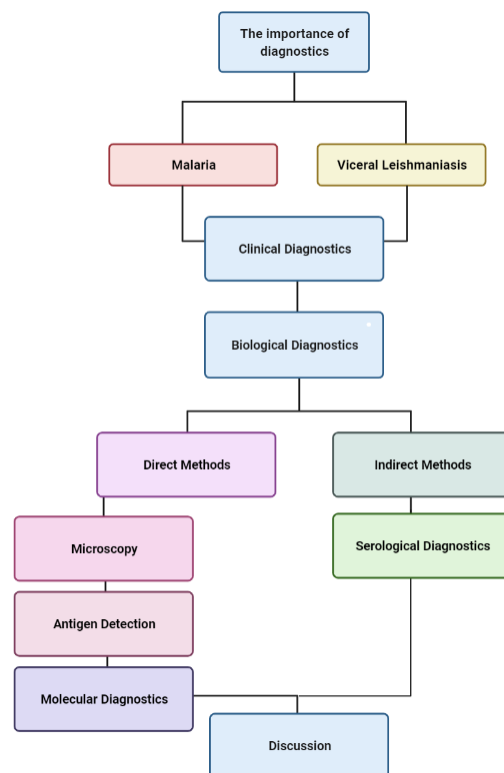 The importance of
diagnostics
Malaria
Viceral Leishmaniasis
Clinical Diagnostics
Biological Diagnostics
Direct Methods
Indirect Methods
Microscopy
Serological Diagnostics
Antigen Detection
Molecular Diagnostics
Discussion